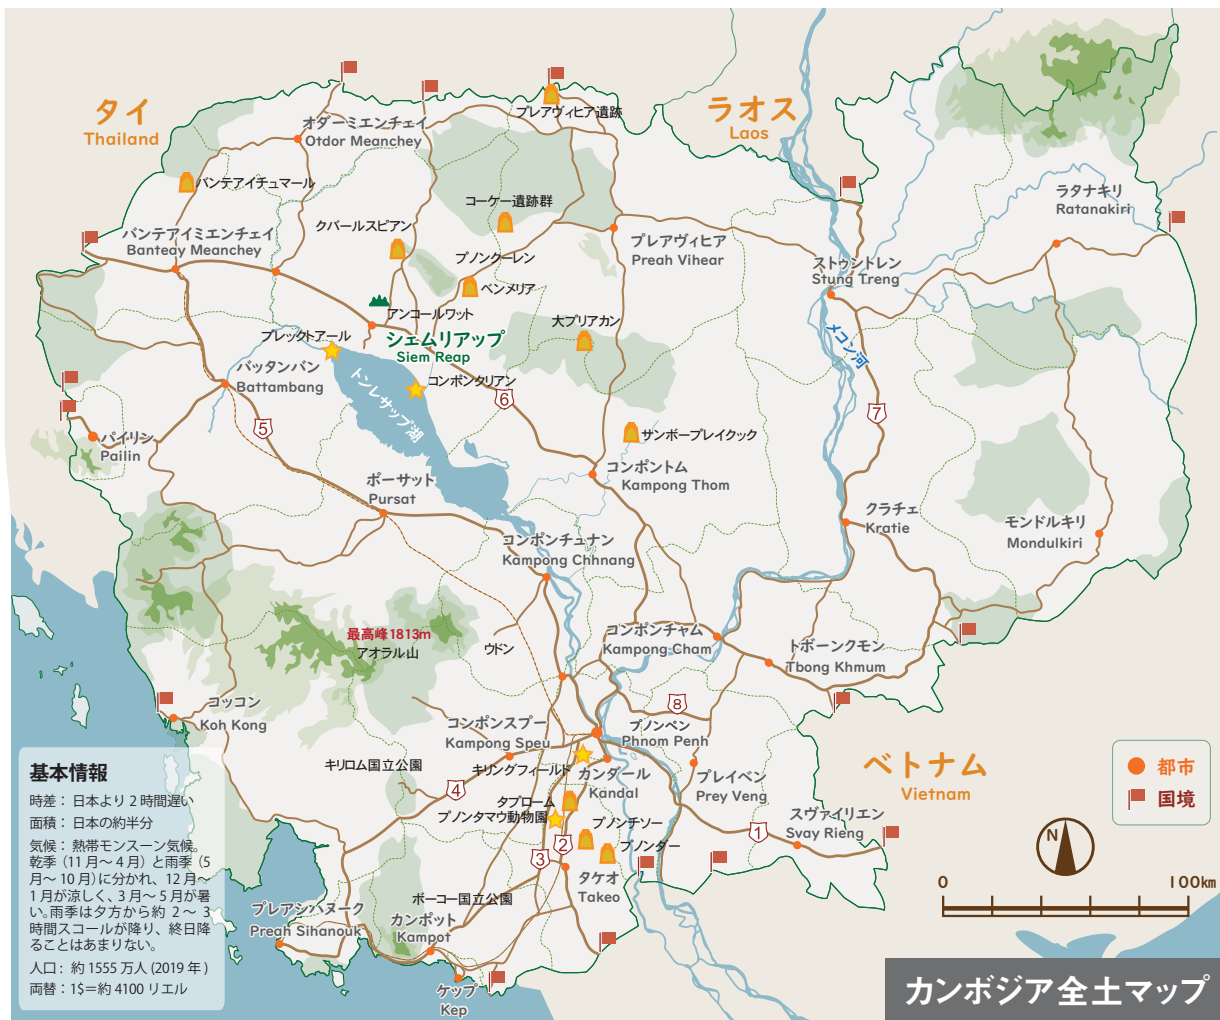 タイ
Thailand
ラオス
Laos
プレアヴィヒア遺跡
オダーミエンチェイ
Otdor Meanchey
バンテアイチュマール
コーケー遺跡群
ラタナキリ
Ratanakiri
クバールスピアン
バンテアイミエンチェイ
Banteay Meanchey
プレアヴィヒア
Preah Vihear
プノンクーレン
ストゥントレン
Stung Treng
ベンメリア
アンコールワット
大プリアカン
プレックトアール
シェムリアップ
Siem Reap
メコン河
バッタンバン
Battambang
コンポンタリアン
トンレサップ湖
6
7
5
パイリン
Pailin
サンボープレイクック
コンポントム
Kampong Thom
ポーサット
Pursat
クラチェ
Kratie
モンドルキリ
Mondulkiri
コンポンチュナン
Kampong Chhnang
最高峰1813m
アオラル山
ウドン
コンポンチャム
Kampong Cham
トボーンクモン
Tbong Khmum
コッコン
Koh Kong
8
コンポンスプー
Kampong Speu
プノンペン
Phnom Penh
キリロム国立公園
キリングフィールド
カンダール
Kandal
プレイベン
Prey Veng
ベトナム
Vietnam
4
タプローム
プノンタマウ動物園
プノンチソー
プノンダー
スヴァイリエン
Svay Rieng
1
2
3
タケオ
Takeo
ボーコー国立公園
カンポット
Kampot
プレアシハヌーク
Preah Sihanouk
ケップ
Kep
基本情報
時差：日本より2時間遅い
面積：日本の約半分
気候：熱帯モンスーン気候。
乾季（11月～4月）と雨季（5
月～10月）に分かれ、12月～
1月が涼しく、3月～5月が暑
い。雨季は夕方から約2～3
時間スコールが降り、終日降
ることはあまりない。
人口：約1555万人(2019年)
両替：1$＝約4100リエル
都市
国境
N
0
100km
カンボジア全土マップ